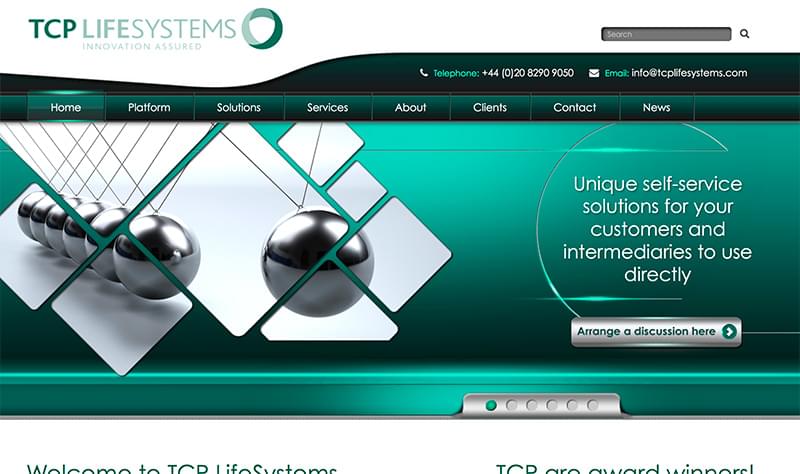 TCP LIFESYSTEMS
INNOVATION ASSURED
Search
Telephone: +44 (0)20 8290 9050 Email: info@tcplifesystems.com
Home Platform Solutions Services About Clients Contact News
Unique self-service
solutions for your
customers and
intermediaries to use
directly
Arrange a discussion here
Welcome to TCP LifeSystems
TCP are award winners!